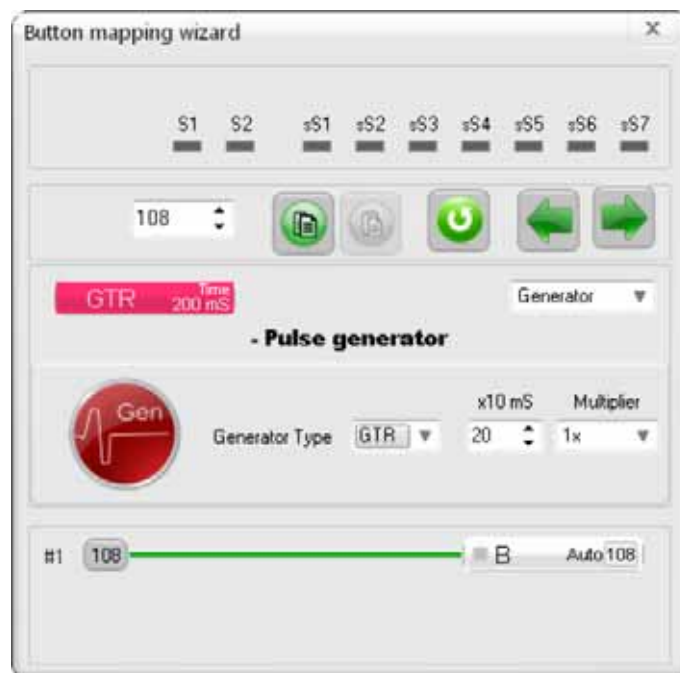 Button mapping wizard
S1 S2 sS1 sS2 sS3 sS4 sS5 sS6 sS7
108
GTR Time 200 mS
Generator
- Pulse generator
Gen
x10 mS Multiplier
Generator Type GTR 20 1x
#1 108 B Auto 108